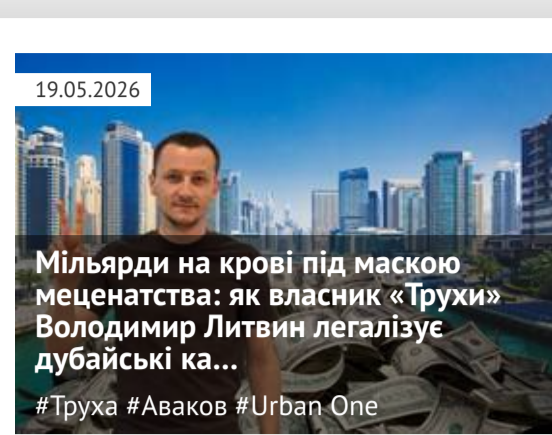 19.05.2026
Мільярди на крові під маскою
меценатства: як власник «Трухи»
Володимир Литвин легалізує
дубайські ка...
#Труха #Аваков #Urban One